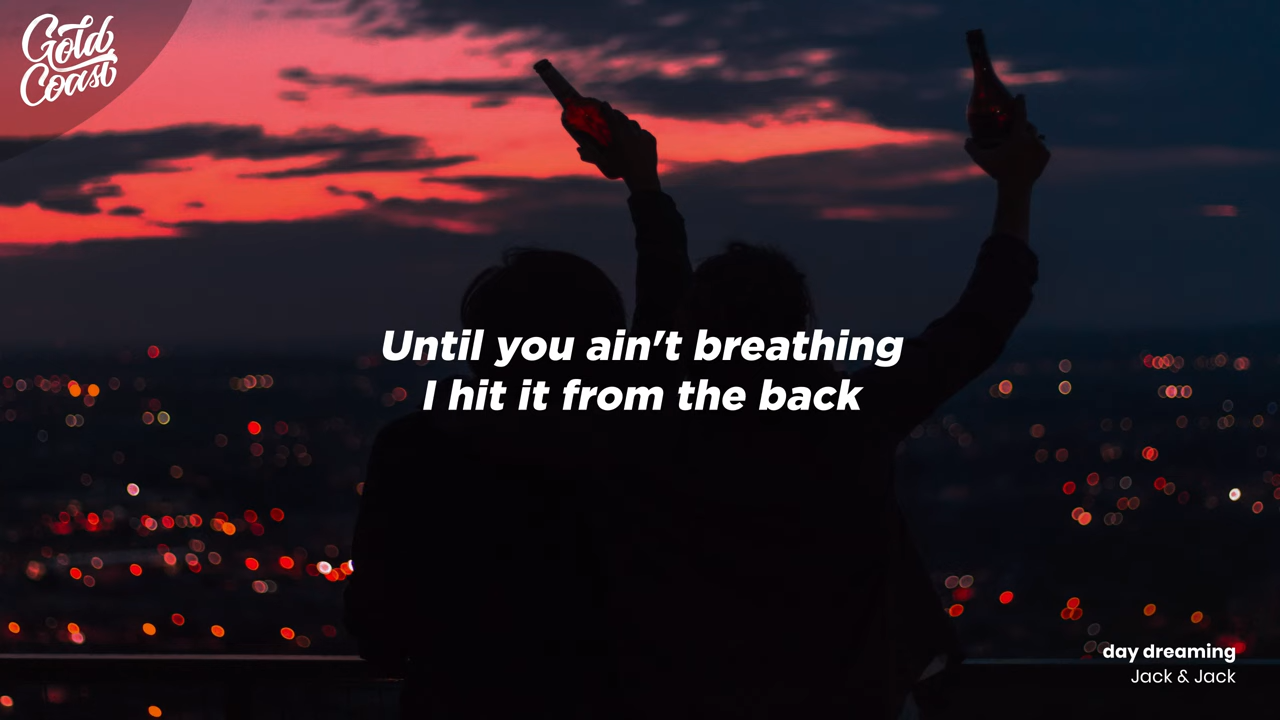 Gold
Coast
Until you ain't breathing
I hit it from the back
day dreaming
Jack & Jack